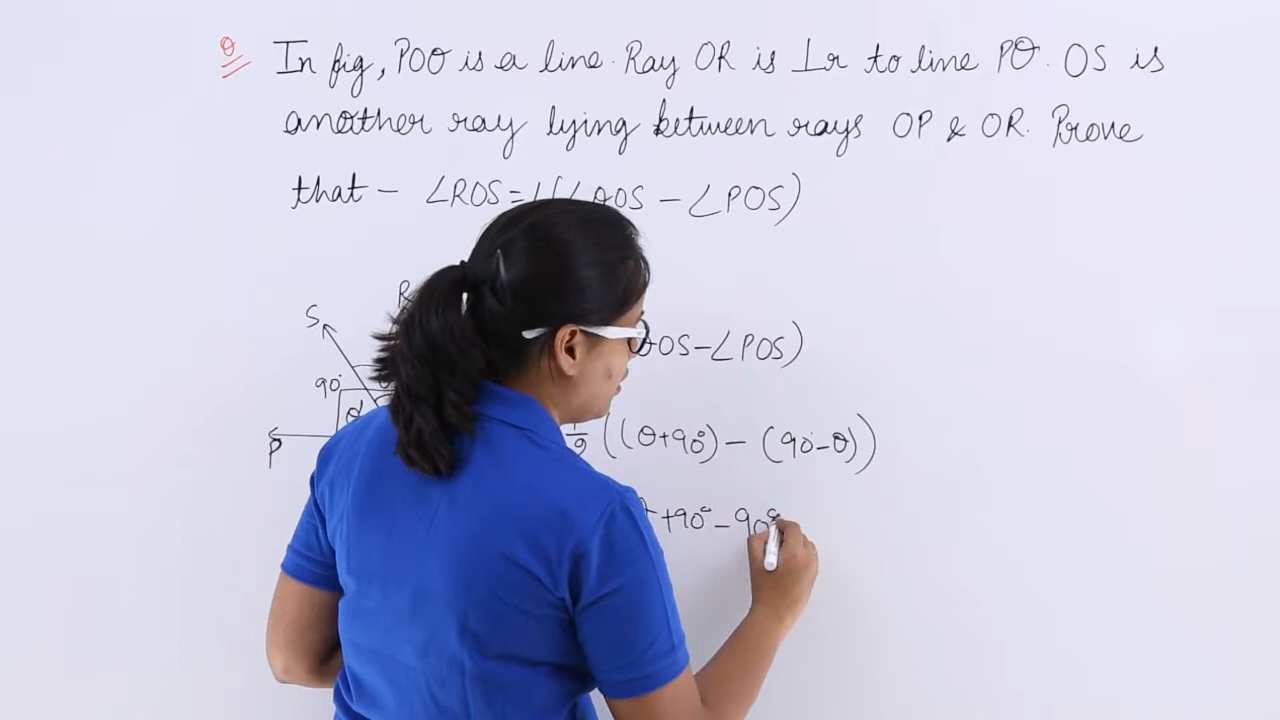 Q In fig, POQ is a line. Ray OR is ⊥r to line PQ. OS is
another ray lying between rays OP & OR. Prove
that – ∠ROS = (∠QOS – ∠POS)
R
S
OS – ∠POS)
90°
P
((θ+90°) – (90° – θ))
+90° – 90°